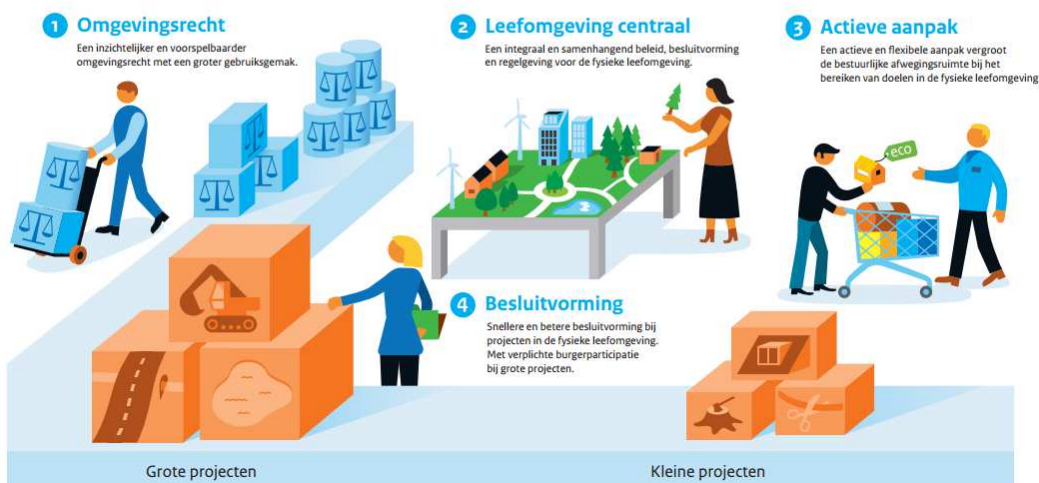 1 Omgevingsrecht
Een inzichtelijker en voorspelbaarder
omgevingsrecht met een groter gebruiksgemak.
2 Leefomgeving centraal
Een integraal en samenhangend beleid, besluitvorming
en regelgeving voor de fysieke leefomgeving.
3 Actieve aanpak
Een actieve en flexibele aanpak vergroot
de bestuurlijke afwegingsruimte bij het
bereiken van doelen in de fysieke leefomgeving
eco
4 Besluitvorming
Snellere en betere besluitvorming bij
projecten in de fysieke leefomgeving.
Met verplichte burgerparticipatie
bij grote projecten.
Grote projecten
Kleine projecten